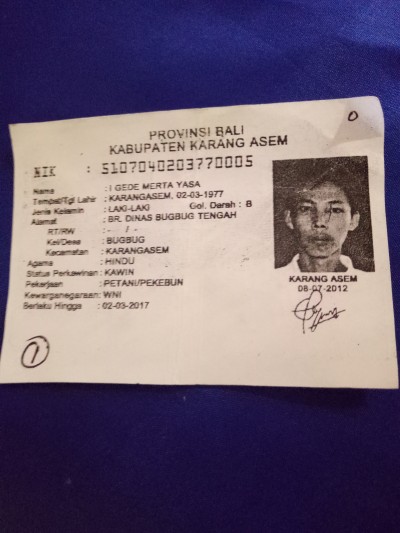 PROVINSI BALI
KABUPATEN KARANG ASEM
NIK : 5107040203770005
Nama : I GEDE MERTA YASA
Tempat/Tgl Lahir : KARANGASEM, 02-03-1977
Jenis Kelamin : LAKI-LAKI Gol. Darah : B
Alamat : BR. DINAS BUGBUG TENGAH
RT/RW : - / -
Kel/Desa : BUGBUG
Kecamatan : KARANGASEM
Agama : HINDU
Status Perkawinan : KAWIN
Pekerjaan : PETANI/PEKEBUN
Kewarganegaraan : WNI
Berlaku Hingga : 02-03-2017
KARANG ASEM
08-07-2012
0
1